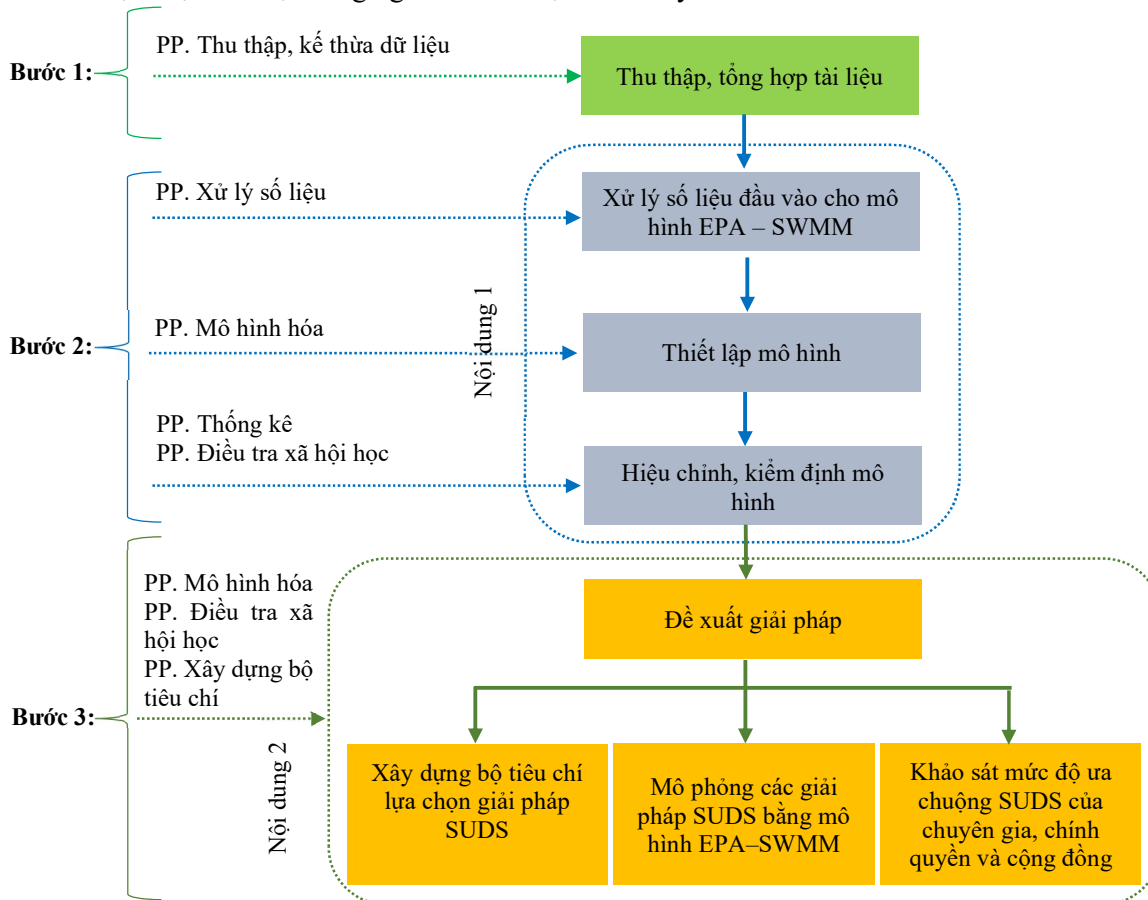 PP. Thu thập, kế thừa dữ liệu
Bước 1:
Thu thập, tổng hợp tài liệu
PP. Xử lý số liệu
Xử lý số liệu đầu vào cho mô
hình EPA – SWMM
Nội dung 1
PP. Mô hình hóa
Bước 2:
Thiết lập mô hình
PP. Thống kê
PP. Điều tra xã hội học
Hiệu chỉnh, kiểm định mô
hình
PP. Mô hình hóa
PP. Điều tra xã
hội học
PP. Xây dựng bộ
tiêu chí
Đề xuất giải pháp
Bước 3:
Nội dung 2
Xây dựng bộ tiêu chí
lựa chọn giải pháp
SUDS
Mô phỏng các giải
pháp SUDS bằng mô
hình EPA–SWMM
Khảo sát mức độ ưa
chuộng SUDS của
chuyên gia, chính
quyền và cộng đồng